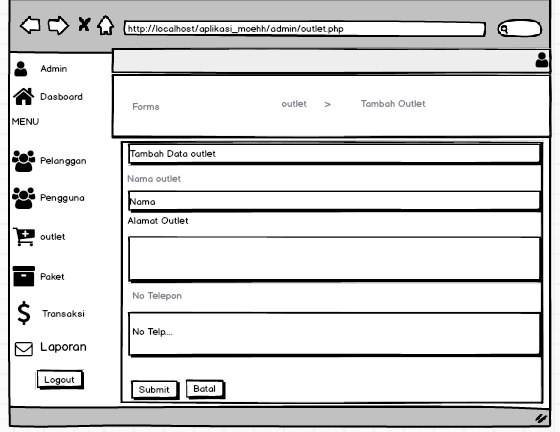 http://localhost/aplikasi_moehh/admin/outlet.php
Admin
Dasboard
MENU
Pelanggan
Pengguna
outlet
Paket
Transaksi
Laporan
Logout
Forms
outlet > Tambah Outlet
Tambah Data outlet
Nama outlet
Nama
Alamat Outlet
No Telepon
No Telp...
Submit Batal